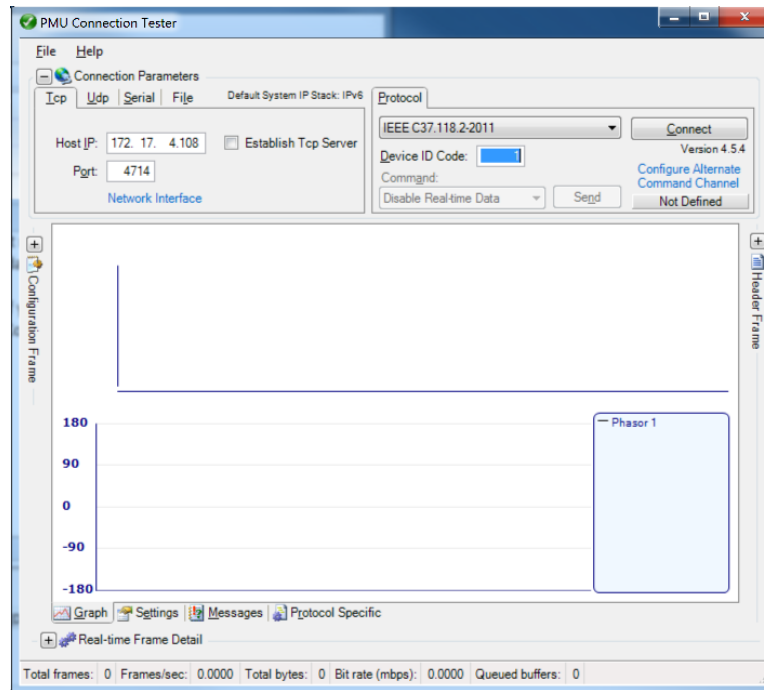 PMU Connection Tester
File Help
Connection Parameters
Tcp Udp Serial File Default System IP Stack: IPv6
Host IP: 172. 17. 4.108 Establish Tcp Server
Port: 4714
Network Interface
Protocol
IEEE C37.118.2-2011 Connect
Version 4.5.4
Device ID Code: 1
Configure Alternate
Command Channel
Command:
Disable Real-time Data Send Not Defined
Configuration Frame
Header Frame
180
90
0
-90
-180
Phasor 1
Graph Settings Messages Protocol Specific
Real-time Frame Detail
Total frames: 0 Frames/sec: 0.0000 Total bytes: 0 Bit rate (mbps): 0.0000 Queued buffers: 0